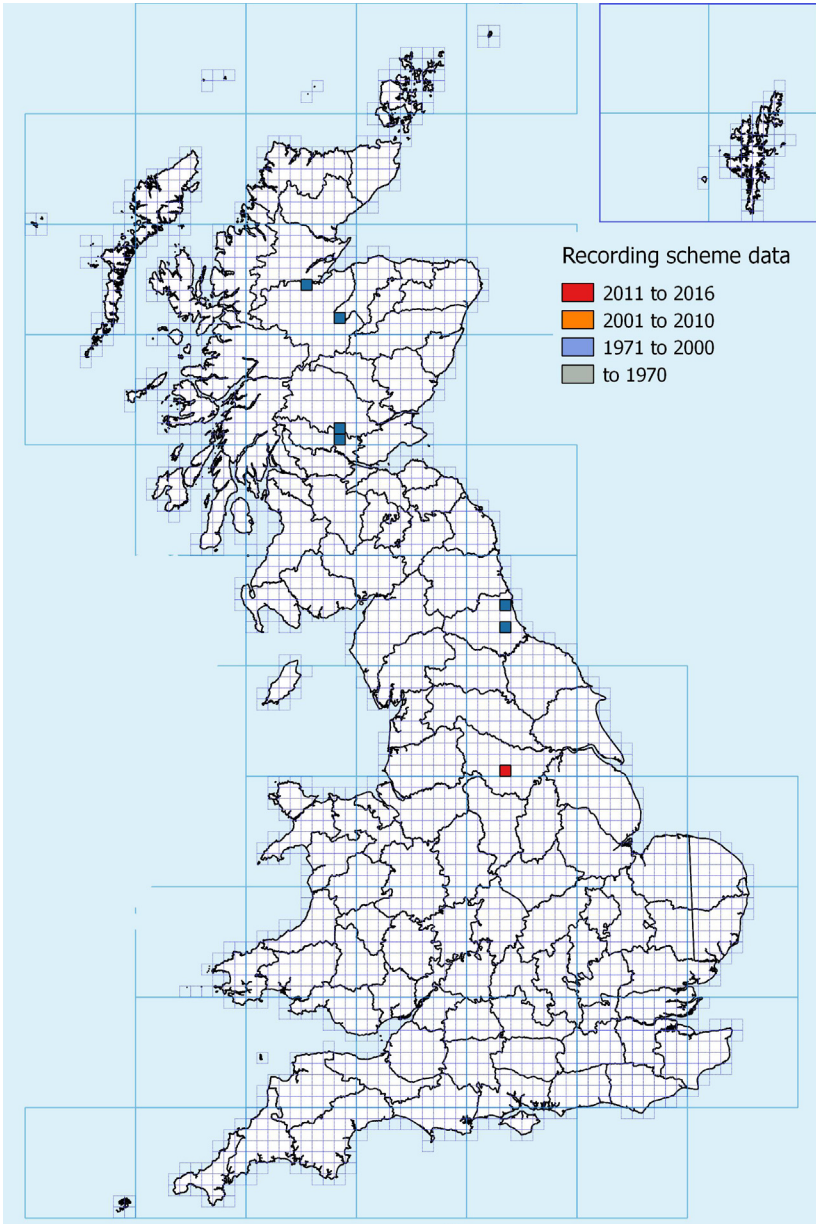 Recording scheme data
2011 to 2016
2001 to 2010
1971 to 2000
to 1970